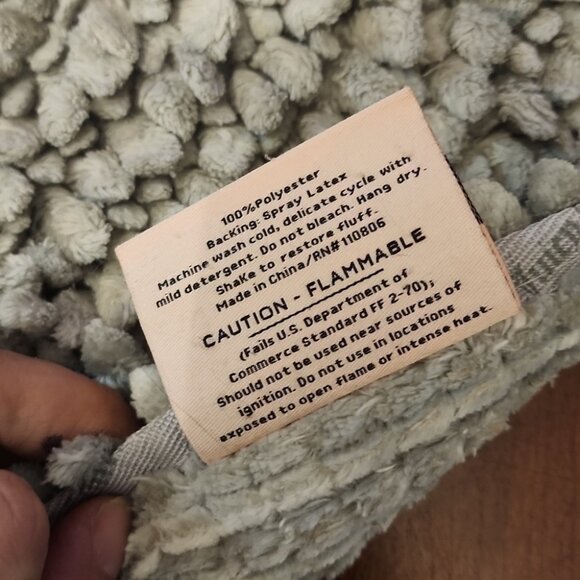 100%Polyester
Backing: Spray Latex
Machine wash cold, delicate cycle with
mild detergent. Do not bleach. Hang dry.
Shake to restore fluff.
Made in China/RN#110806
CAUTION - FLAMMABLE
(Fails U.S. Department of
Commerce Standard FF 2-70);
Should not be used near sources of
ignition. Do not use in locations
exposed to open flame or intense heat.